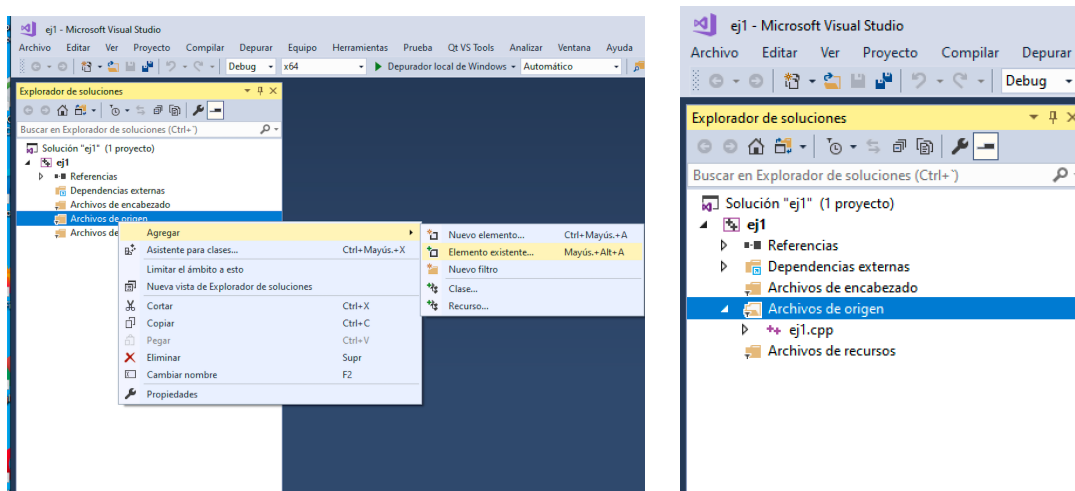 ej1 - Microsoft Visual Studio
Archivo Editar Ver Proyecto Compilar Depurar Equipo Herramientas Prueba Qt VS Tools Analizar Ventana Ayuda
Debug x64 Depurador local de Windows Automático
Explorador de soluciones
Buscar en Explorador de soluciones (Ctrl+`)
Solución "ej1" (1 proyecto)
ej1
Referencias
Dependencias externas
Archivos de encabezado
Archivos de origen
Archivos de
Agregar
Asistente para clases... Ctrl+Mayús.+X
Limitar el ámbito a esto
Nueva vista de Explorador de soluciones
Cortar Ctrl+X
Copiar Ctrl+C
Pegar Ctrl+V
Eliminar Supr
Cambiar nombre F2
Propiedades
Nuevo elemento... Ctrl+Mayús.+A
Elemento existente... Mayús.+Alt+A
Nuevo filtro
Clase...
Recurso...
ej1 - Microsoft Visual Studio
Archivo Editar Ver Proyecto Compilar Depurar
Debug
Explorador de soluciones
Buscar en Explorador de soluciones (Ctrl+`)
Solución "ej1" (1 proyecto)
ej1
Referencias
Dependencias externas
Archivos de encabezado
Archivos de origen
ej1.cpp
Archivos de recursos